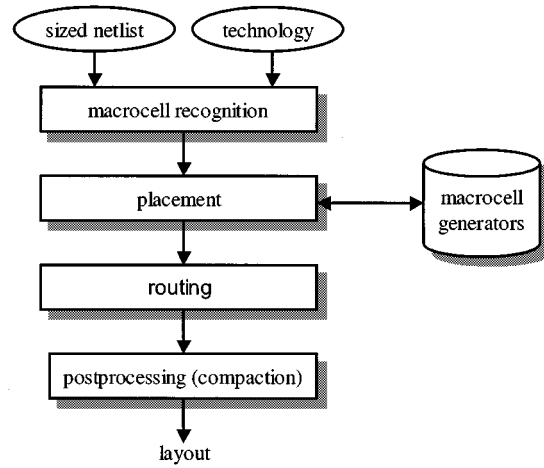 sized netlist
technology
macrocell recognition
placement
macrocell
generators
routing
postprocessing (compaction)
layout